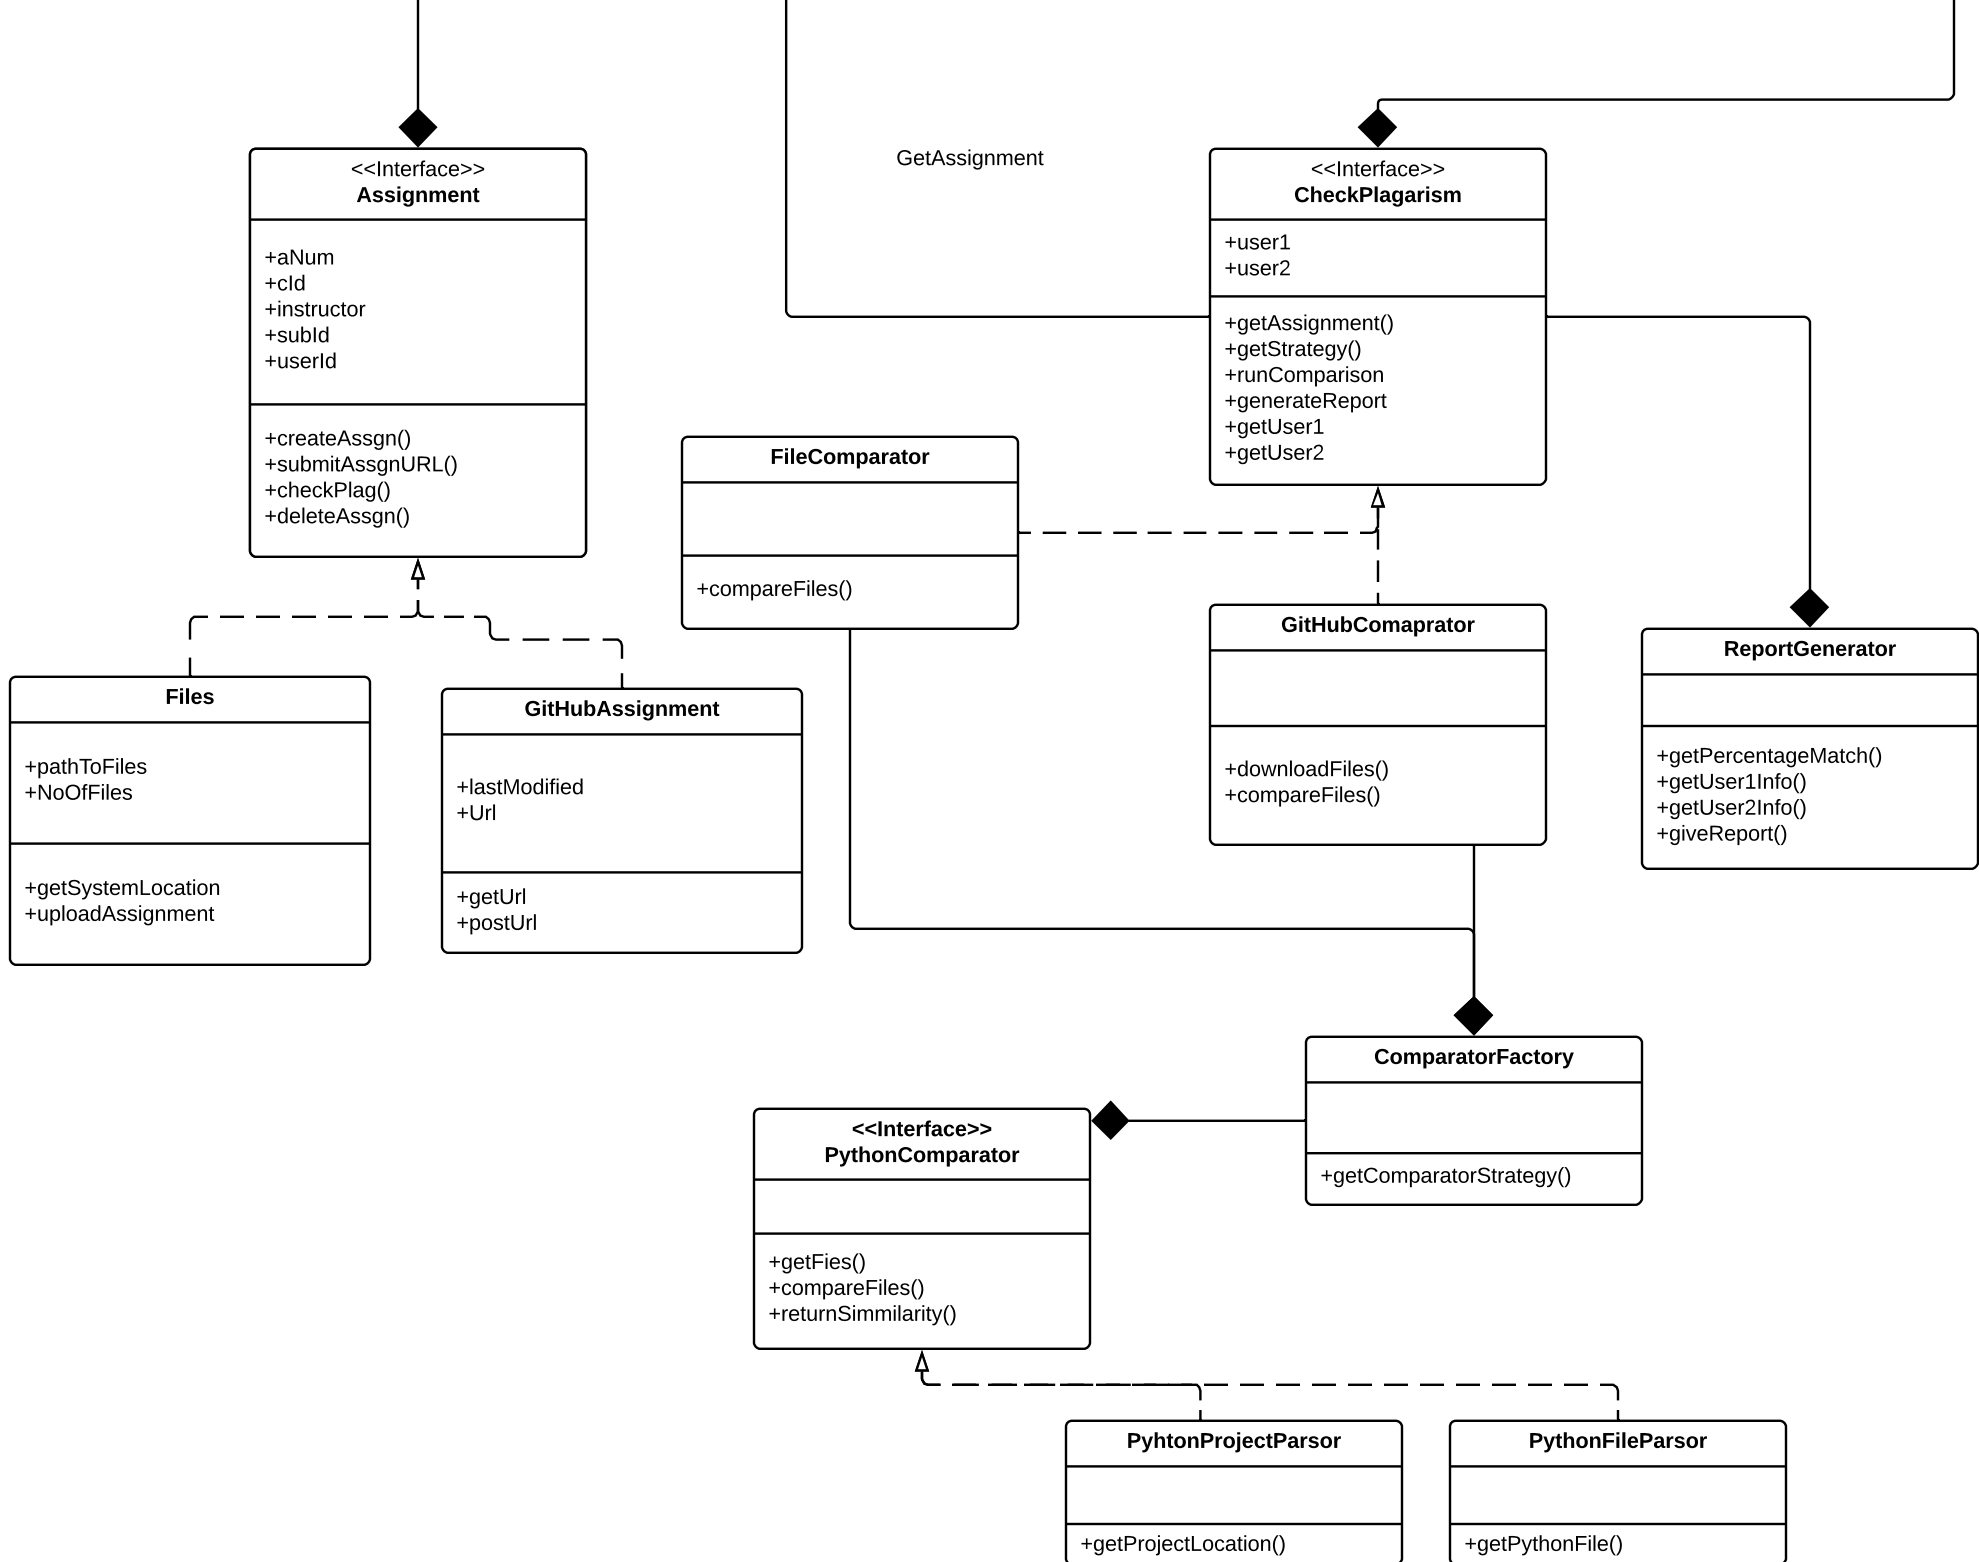 GetAssignment
<<Interface>>
Assignment
+aNum
+cId
+instructor
+subId
+userId
+createAssgn()
+submitAssgnURL()
+checkPlag()
+deleteAssgn()
<<Interface>>
CheckPlagarism
+user1
+user2
+getAssignment()
+getStrategy()
+runComparison
+generateReport
+getUser1
+getUser2
FileComparator
+compareFiles()
GitHubComaprator
+downloadFiles()
+compareFiles()
ReportGenerator
+getPercentageMatch()
+getUser1Info()
+getUser2Info()
+giveReport()
Files
+pathToFiles
+NoOfFiles
+getSystemLocation
+uploadAssignment
GitHubAssignment
+lastModified
+Url
+getUrl
+postUrl
ComparatorFactory
+getComparatorStrategy()
<<Interface>>
PythonComparator
+getFies()
+compareFiles()
+returnSimmilarity()
PyhtonProjectParsor
+getProjectLocation()
PythonFileParsor
+getPythonFile()